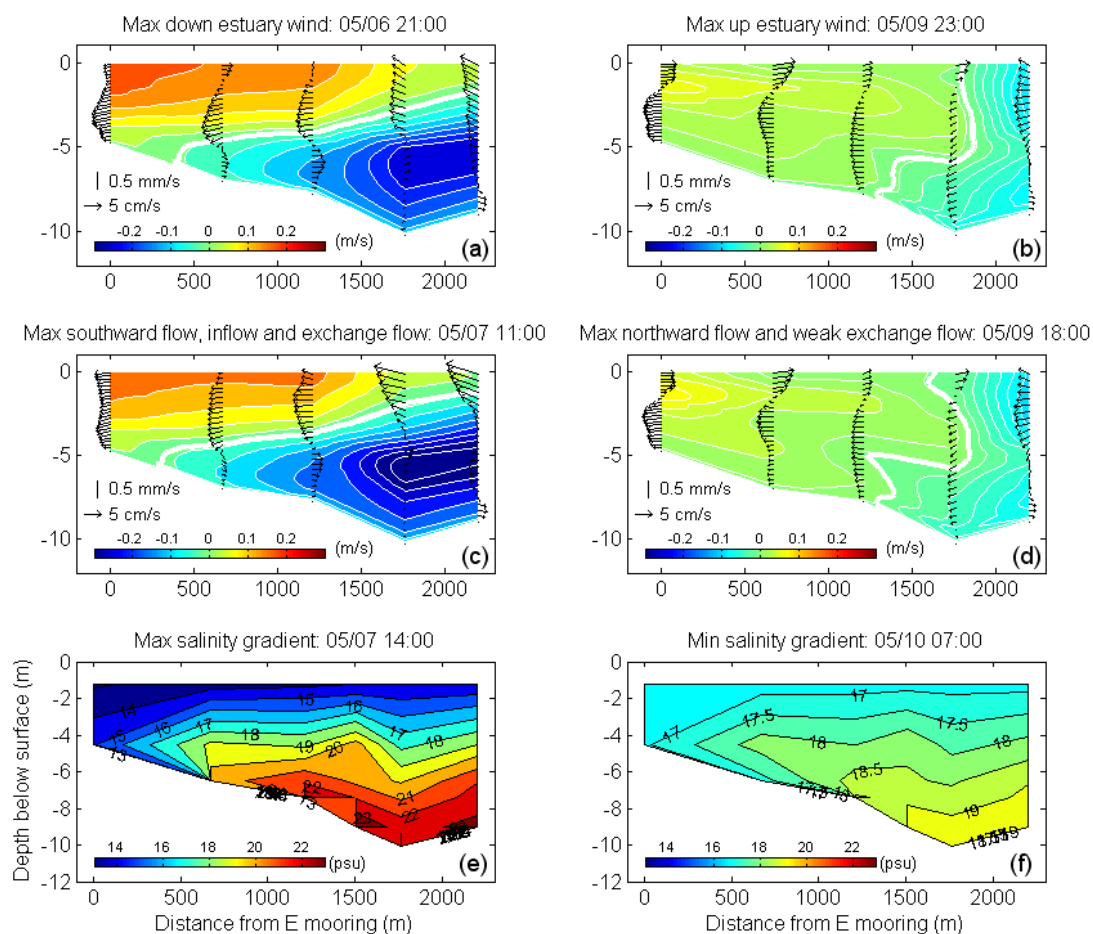 Max down estuary wind: 05/06 21:00
Max up estuary wind: 05/09 23:00
0
-5
-10
0.5 mm/s
5 cm/s
-0.2 -0.1 0 0.1 0.2 (m/s)
(a)
0 500 1000 1500 2000
0
-5
-10
0.5 mm/s
5 cm/s
-0.2 -0.1 0 0.1 0.2 (m/s)
(b)
0 500 1000 1500 2000
Max southward flow, inflow and exchange flow: 05/07 11:00
Max northward flow and weak exchange flow: 05/09 18:00
0
-5
-10
0.5 mm/s
5 cm/s
-0.2 -0.1 0 0.1 0.2 (m/s)
(c)
0 500 1000 1500 2000
0
-5
-10
0.5 mm/s
5 cm/s
-0.2 -0.1 0 0.1 0.2 (m/s)
(d)
0 500 1000 1500 2000
Max salinity gradient: 05/07 14:00
Min salinity gradient: 05/10 07:00
Depth below surface (m)
0
-2
-4
-6
-8
-10
-12
14 15 16
15 16 17 18 19 20 18
13
21
22 22
13 23
14 16 18 20 22 (psu)
(e)
0 500 1000 1500 2000
Distance from E mooring (m)
0
-2
-4
-6
-8
-10
-12
17
17 17.5 17.5
18 18
18.5
19
14 16 18 20 22 (psu)
(f)
0 500 1000 1500 2000
Distance from E mooring (m)